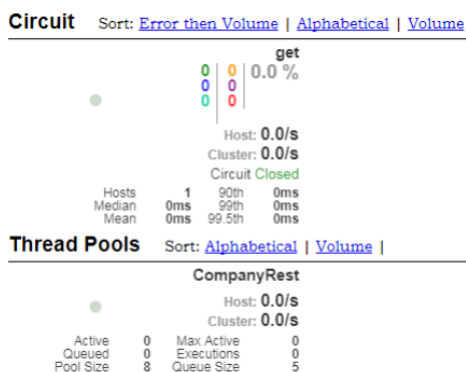 Circuit Sort: Error then Volume | Alphabetical | Volume
get
0 0 0.0 %
0 0
0 0
Host: 0.0/s
Cluster: 0.0/s
Circuit Closed
Hosts 1 90th 0ms
Median 0ms 99th 0ms
Mean 0ms 99.5th 0ms
Thread Pools Sort: Alphabetical | Volume |
CompanyRest
Host: 0.0/s
Cluster: 0.0/s
Active 0 Max Active 0
Queued 0 Executions 0
Pool Size 8 Queue Size 5